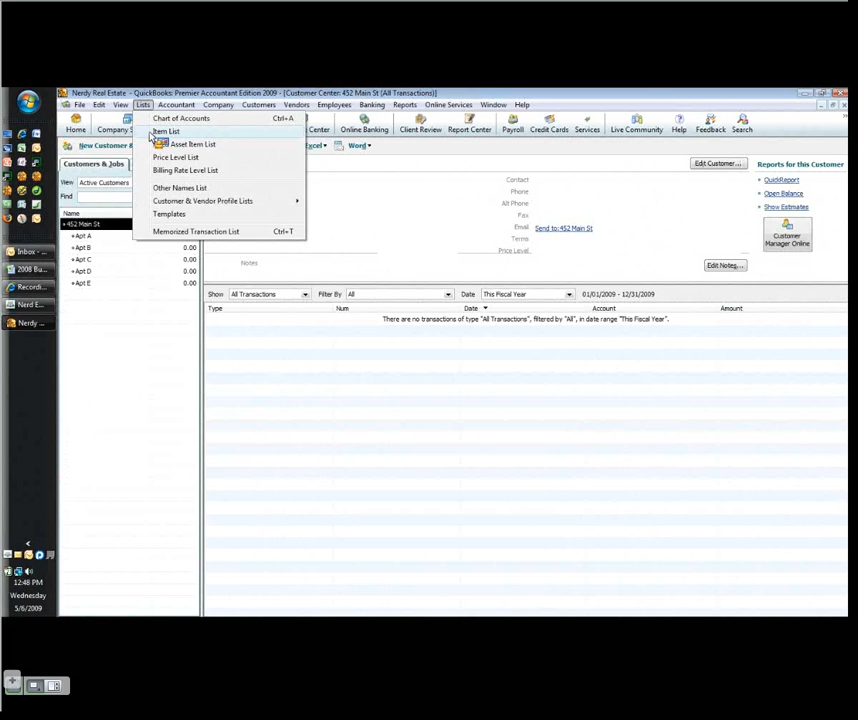 Nerdy Real Estate - QuickBooks: Premier Accountant Edition 2009 - [Customer Center: 452 Main St (All Transactions)]
File Edit View Lists Accountant Company Customers Vendors Employees Banking Reports Online Services Window Help
Home Company S Center Online Banking Client Review Report Center Payroll Credit Cards Services Live Community Help Feedback Search
Chart of Accounts Ctrl+A
Item List
Asset Item List
Price Level List
Billing Rate Level List
Other Names List
Customer & Vendor Profile Lists
Templates
Memorized Transaction List Ctrl+T
New Customer & Excel Word
Customers & Jobs
View Active Customers
Find
Name
452 Main St
Apt A
Apt B 0.00
Apt C 0.00
Apt D 0.00
Apt E 0.00
Contact
Phone
Alt Phone
Fax
Email Send to: 452 Main St
Terms
Price Level
Notes
Edit Customer...
Edit Notes...
Reports for this Customer
QuickReport
Open Balance
Show Estimates
Customer
Manager Online
Show All Transactions Filter By All Date This Fiscal Year 01/01/2009 - 12/31/2009
Type Num Date Account Amount
There are no transactions of type "All Transactions", filtered by "All", in date range "This Fiscal Year".
Inbox - ...
2008 Bu...
Recordi...
Nerd E...
Nerdy ...
12:48 PM
Wednesday
5/6/2009